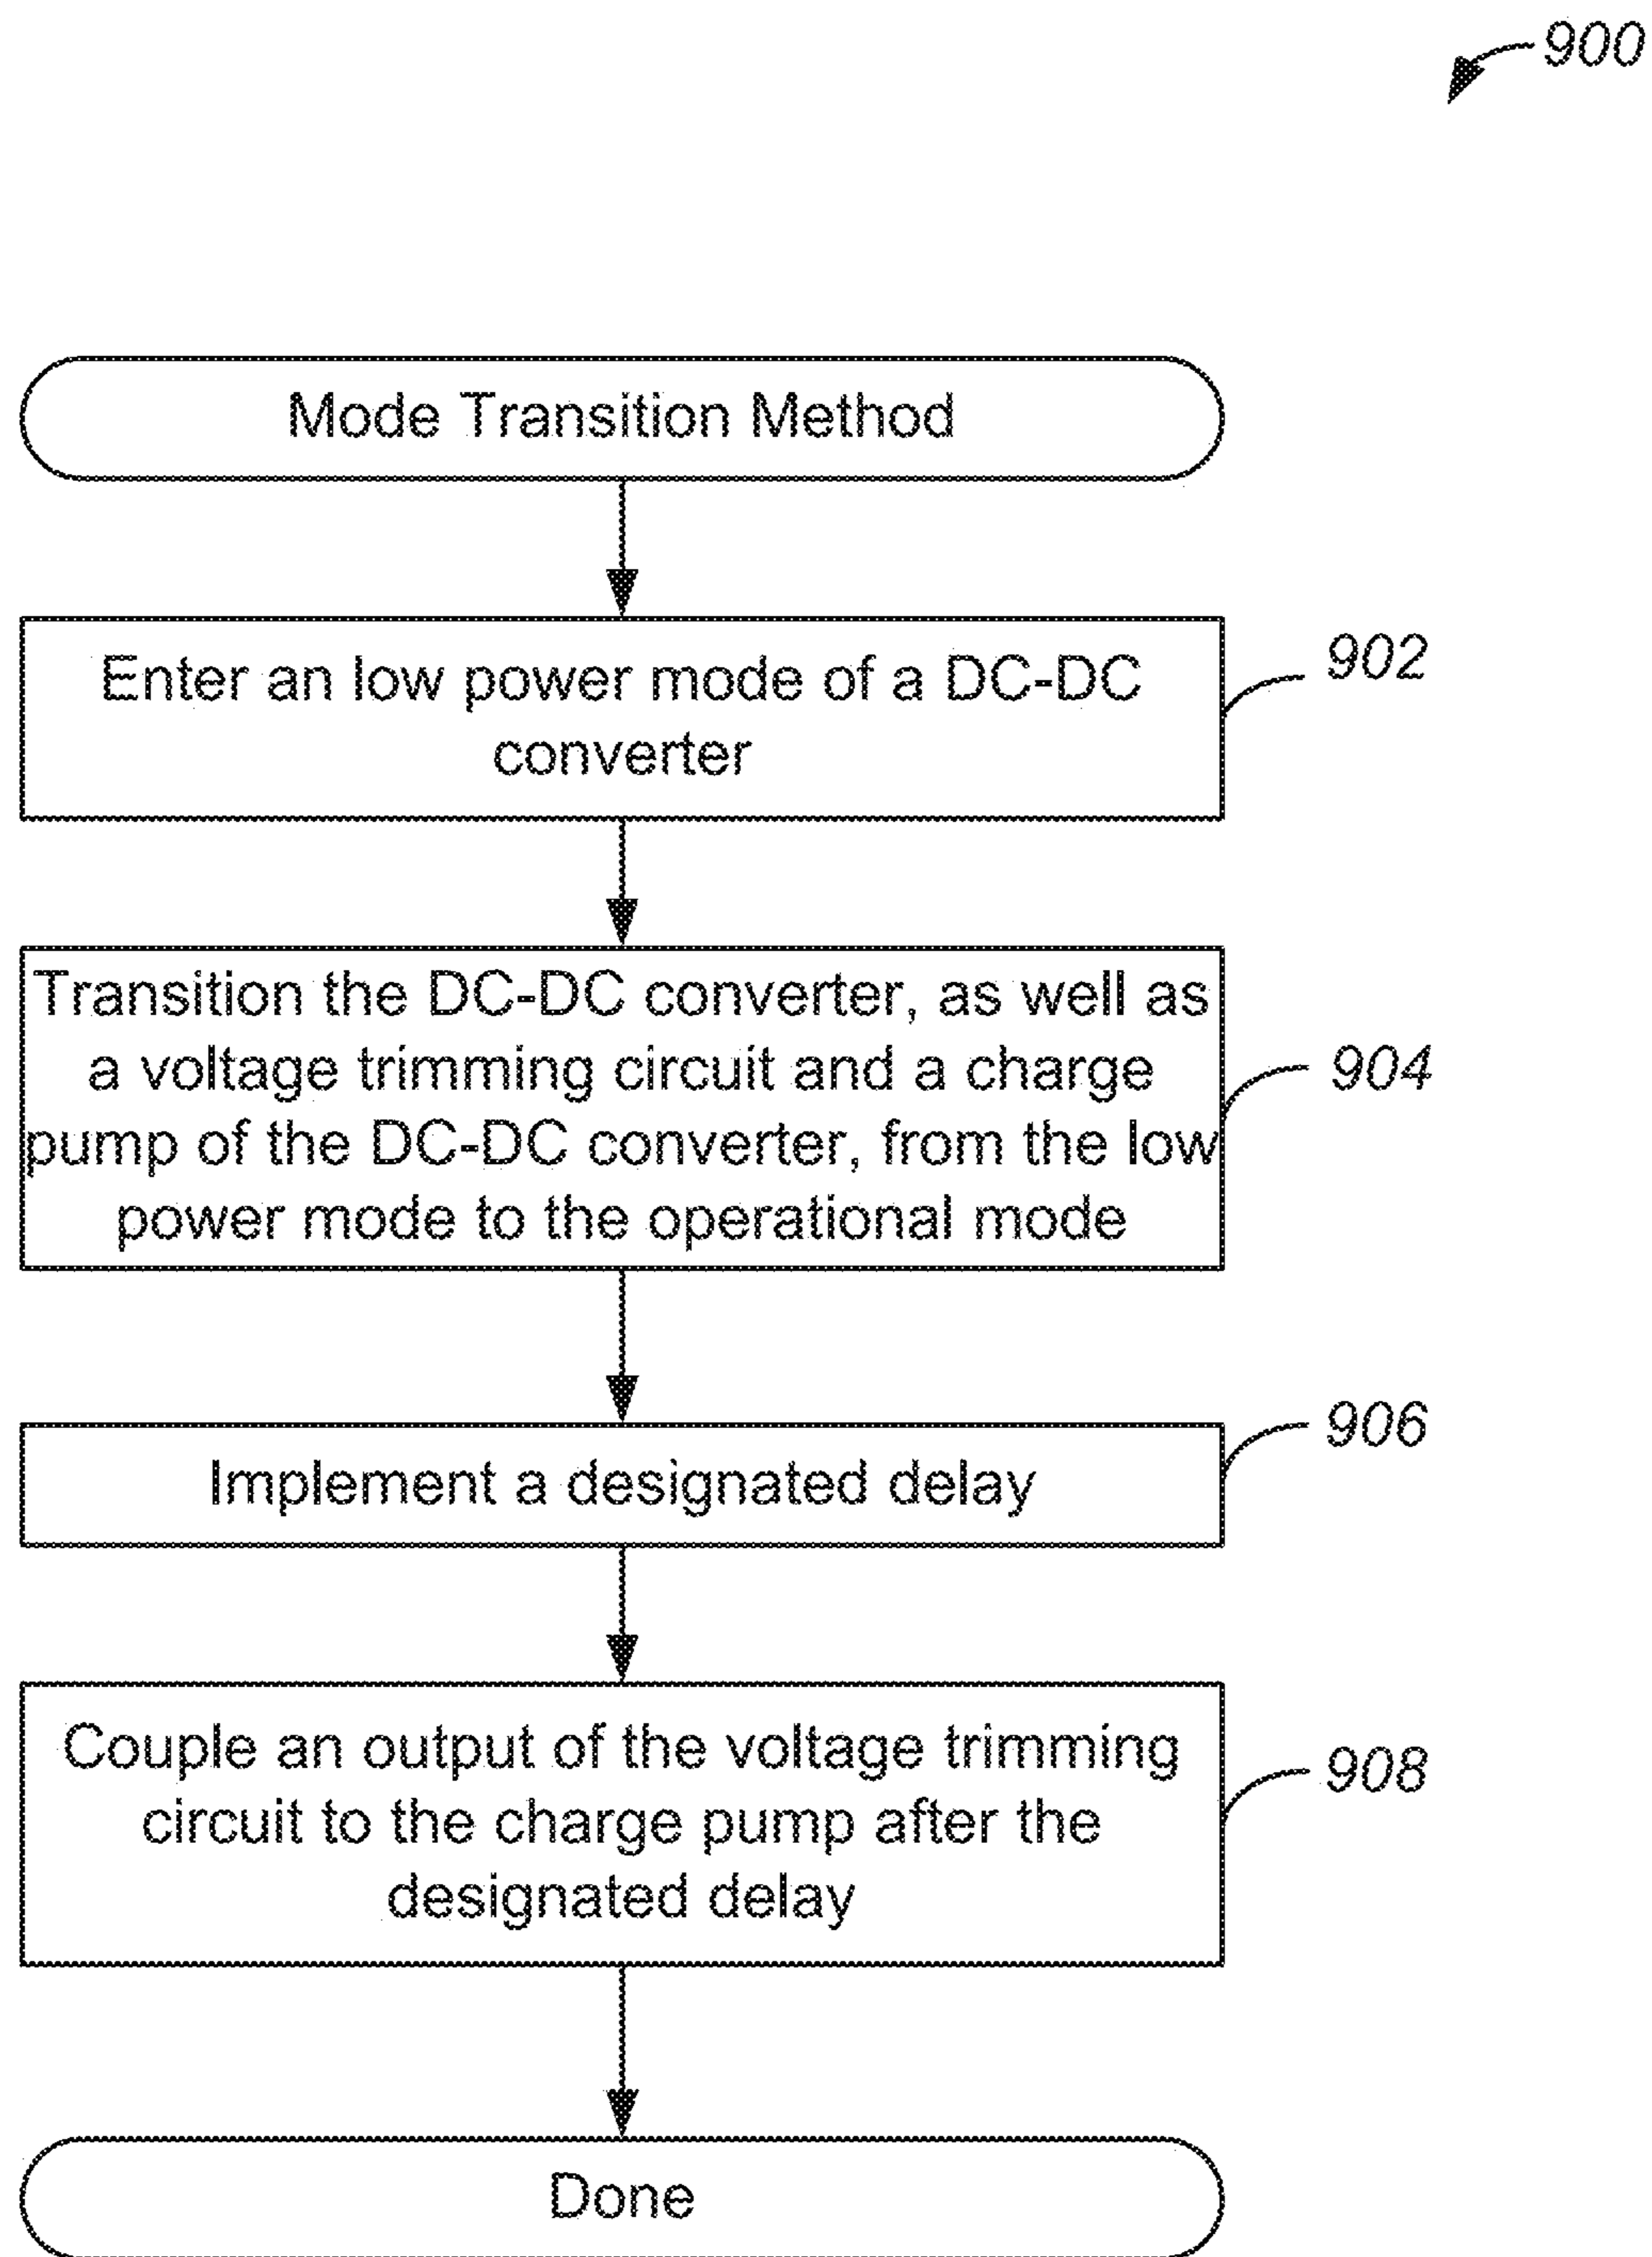 900
Mode Transition Method
Enter an low power mode of a DC-DC
converter
902
Transition the DC-DC converter, as well as
a voltage trimming circuit and a charge
pump of the DC-DC converter, from the low
power mode to the operational mode
904
Implement a designated delay
906
Couple an output of the voltage trimming
circuit to the charge pump after the
designated delay
908
Done